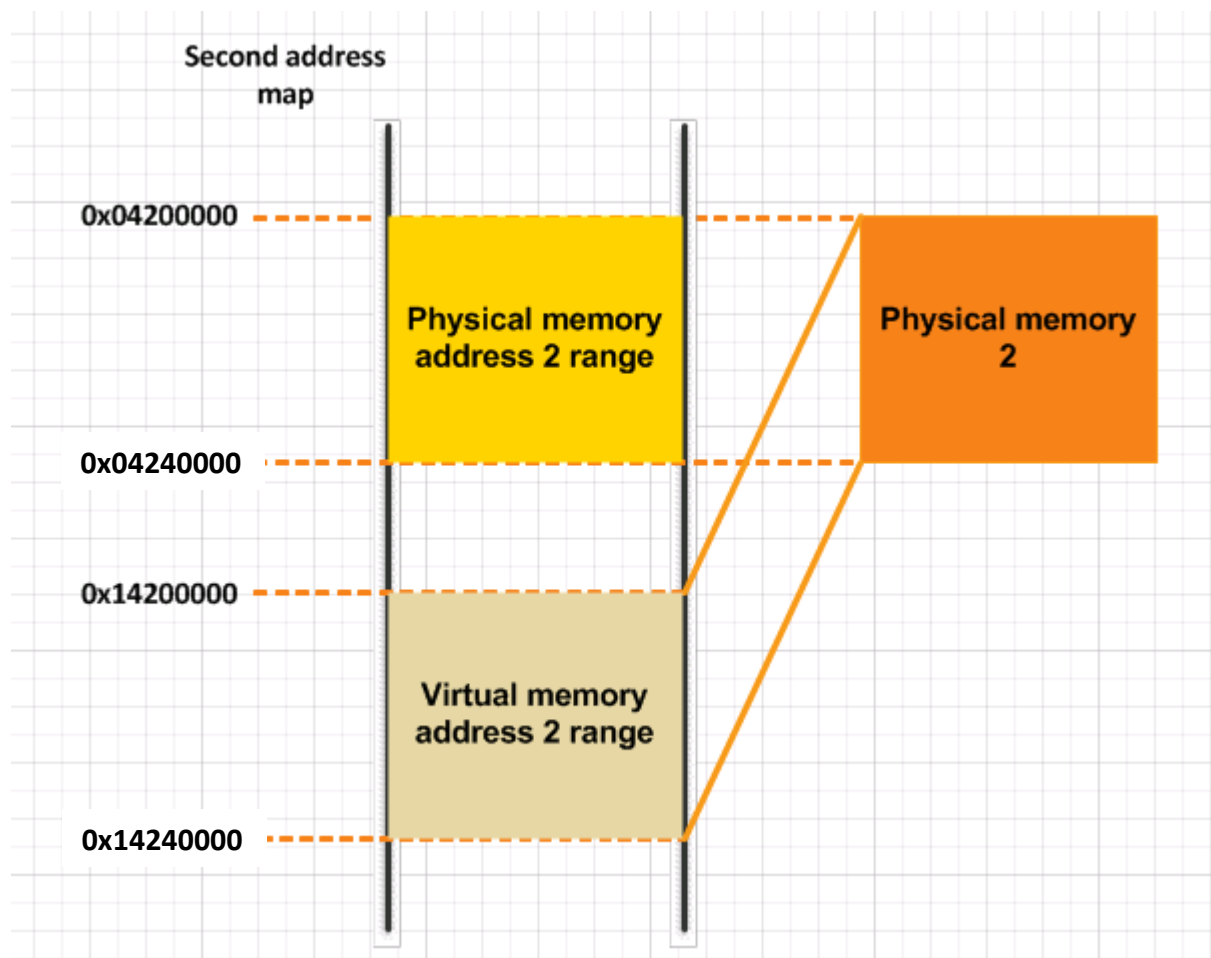 Second address
map
0x04200000
Physical memory
address 2 range
Physical memory
2
0x04240000
0x14200000
Virtual memory
address 2 range
0x14240000